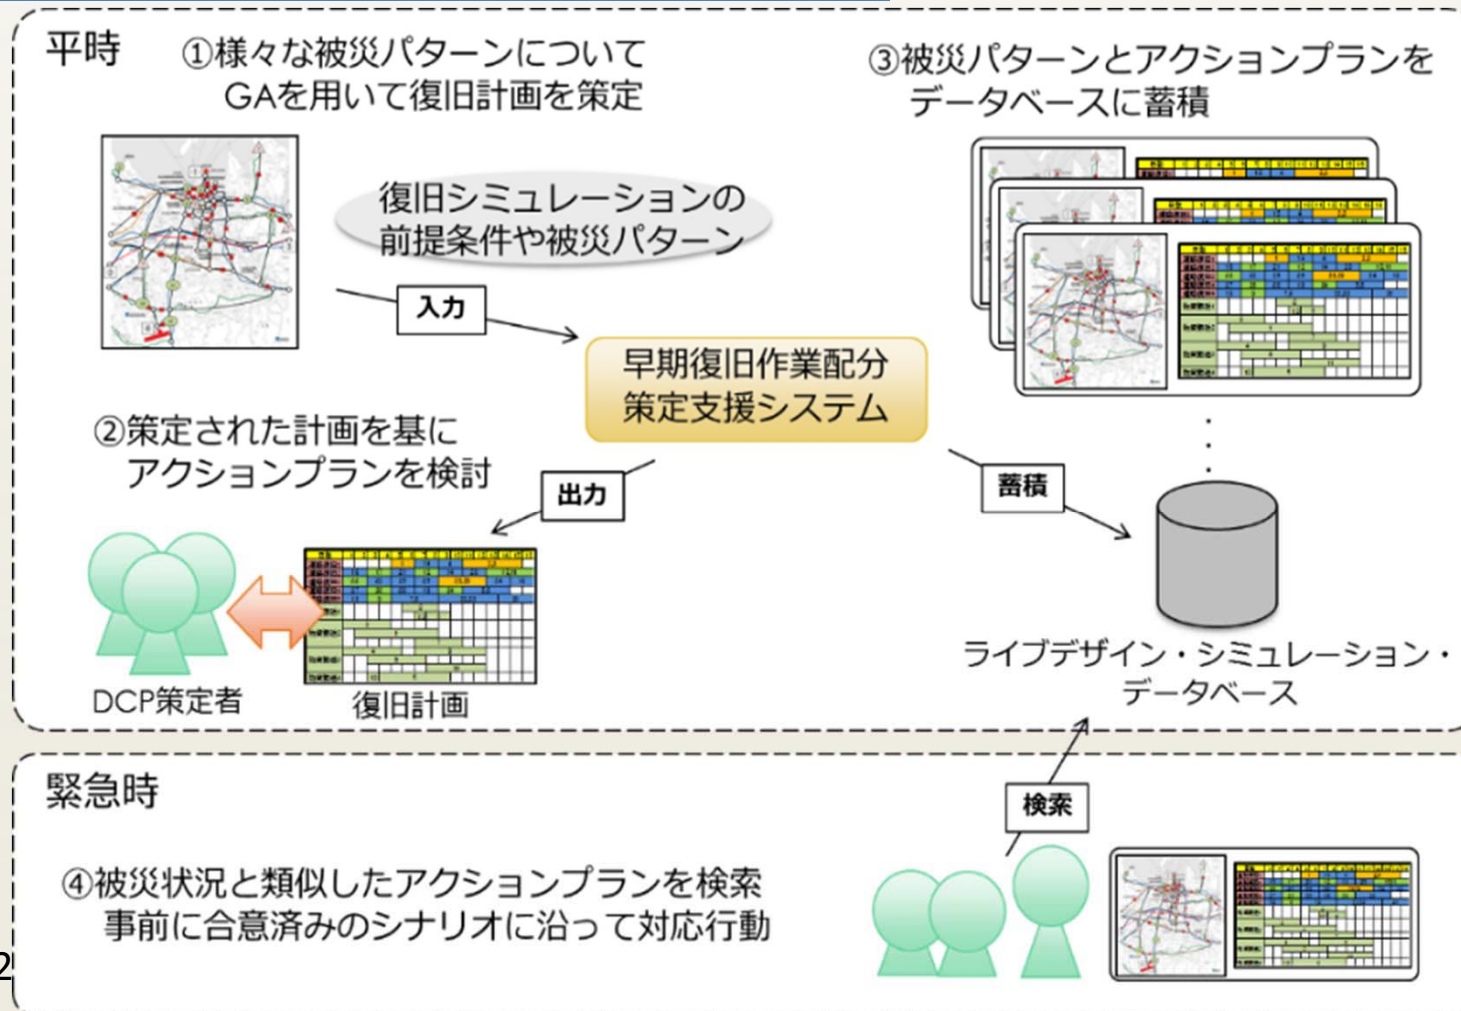 平時
①様々な被災パターンについて
GAを用いて復旧計画を策定
③被災パターンとアクションプランを
データベースに蓄積
復旧シミュレーションの
前提条件や被災パターン
入力
早期復旧作業配分
策定支援システム
②策定された計画を基に
アクションプランを検討
出力
蓄積
DCP策定者
復旧計画
ライブデザイン・シミュレーション・
データベース
緊急時
検索
④被災状況と類似したアクションプランを検索
事前に合意済みのシナリオに沿って対応行動
2